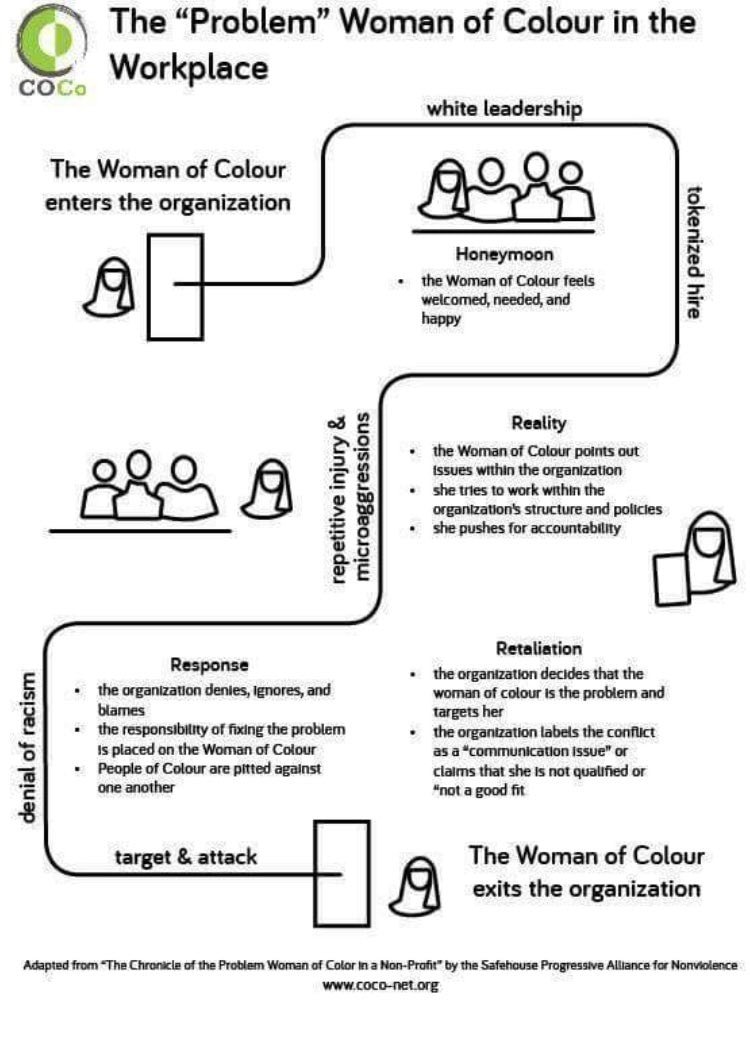 The “Problem” Woman of Colour in the
Workplace
COCo
white leadership
The Woman of Colour
enters the organization
tokenized hire
Honeymoon
• the Woman of Colour feels
welcomed, needed, and
happy
repetitive injury &
microaggressions
Reality
• the Woman of Colour points out
issues within the organization
• she tries to work within the
organization's structure and policies
• she pushes for accountability
denial of racism
Response
• the organization denies, ignores, and
blames
• the responsibility of fixing the problem
is placed on the Woman of Colour
• People of Colour are pitted against
one another
Retaliation
• the organization decides that the
woman of colour is the problem and
targets her
• the organization labels the conflict
as a “communication issue” or
claims that she is not qualified or
“not a good fit
target & attack
The Woman of Colour
exits the organization
Adapted from “The Chronicle of the Problem Woman of Color in a Non-Profit” by the Safehouse Progressive Alliance for Nonviolence
www.coco-net.org